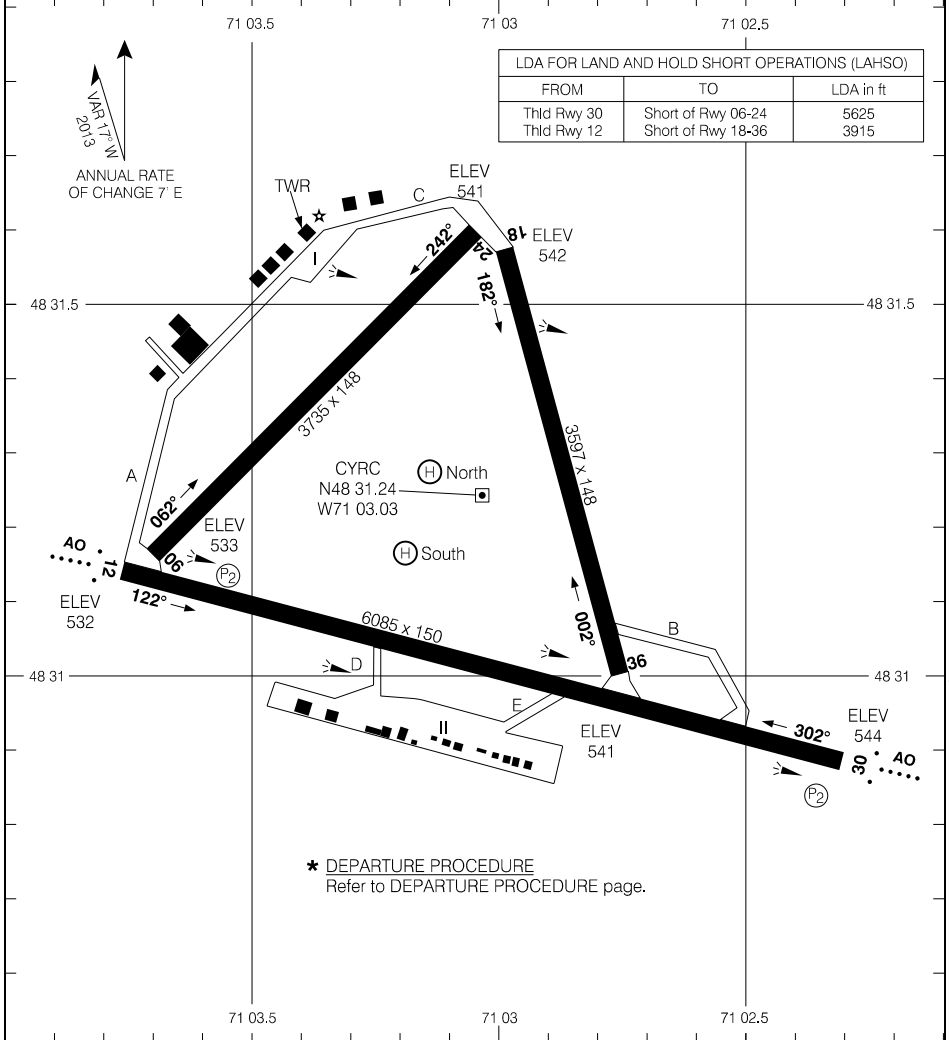 71 03.5
71 03
71 02.5
LDA FOR LAND AND HOLD SHORT OPERATIONS (LAHSO)
FROM TO LDA in ft
Thld Rwy 30 Short of Rwy 06-24 5625
Thld Rwy 12 Short of Rwy 18-36 3915
VAR 17° W
2013
ANNUAL RATE
OF CHANGE 7' E
TWR
C
ELEV
541
I
242°
24
18
ELEV
542
182°
48 31.5
48 31.5
3735 x 148
3597 x 148
A
CYRC
N48 31.24
W71 03.03
H North
H South
062°
06
ELEV
533
P2
AO
12
ELEV
532
122°
6085 x 150
002°
36
B
D
E
II
48 31
48 31
ELEV
541
302°
ELEV
544
30
AO
P2
* DEPARTURE PROCEDURE
Refer to DEPARTURE PROCEDURE page.
71 03.5
71 03
71 02.5